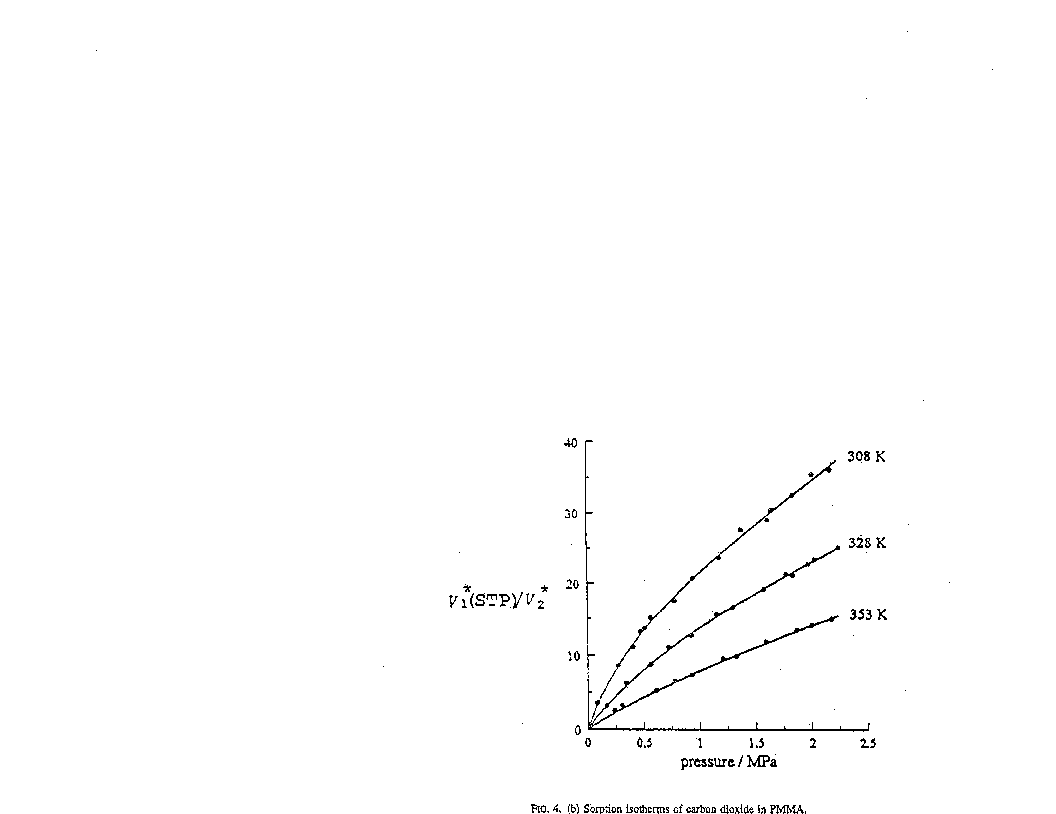 40
308 K
30
328 K
20
V₁*(STP)/V₂*
353 K
10
0
0 0.5 1 1.5 2 2.5
pressure / MPa
FIG. 4. (b) Sorption isotherms of carbon dioxide in PMMA.